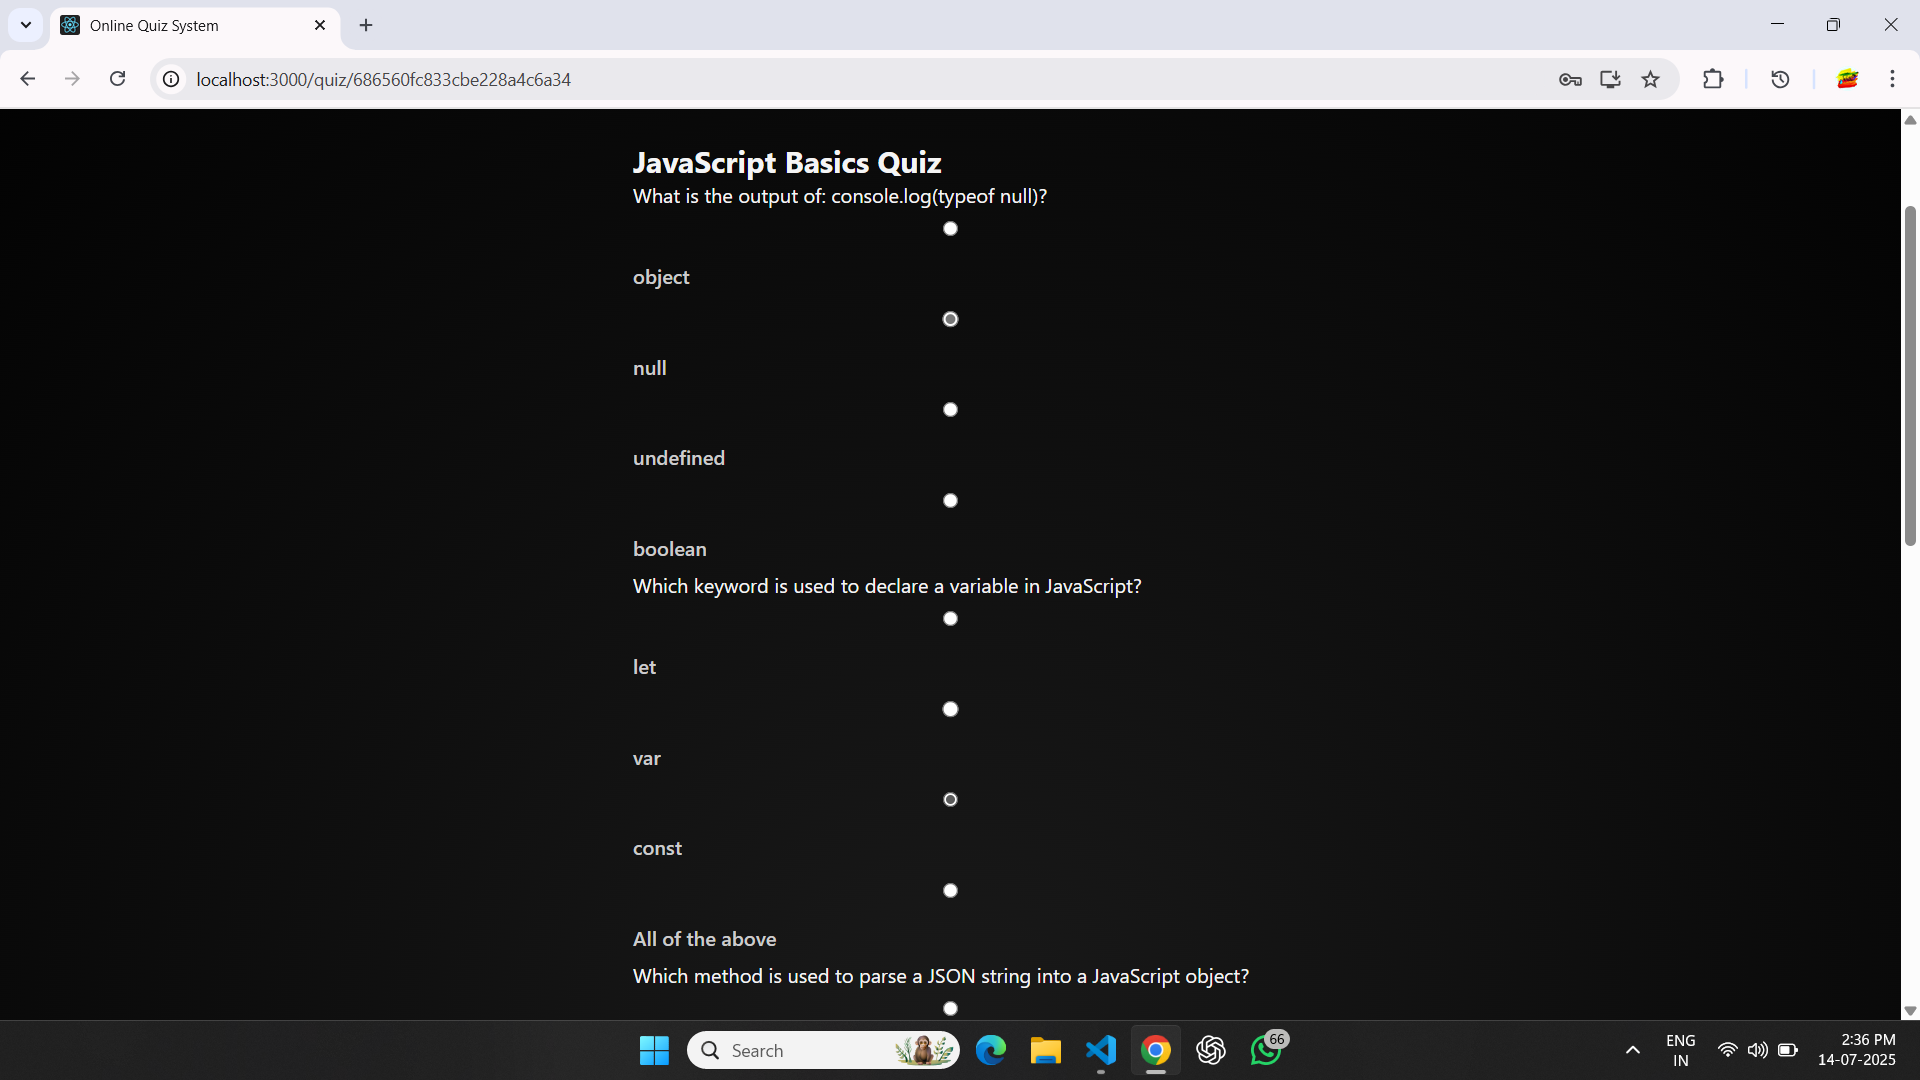 Online Quiz System
localhost:3000/quiz/686560fc833cbe228a4c6a34
JavaScript Basics Quiz
What is the output of: console.log(typeof null)?
object
null
undefined
boolean
Which keyword is used to declare a variable in JavaScript?
let
var
const
All of the above
Which method is used to parse a JSON string into a JavaScript object?
Search
66
ENG
IN
2:36 PM
14-07-2025